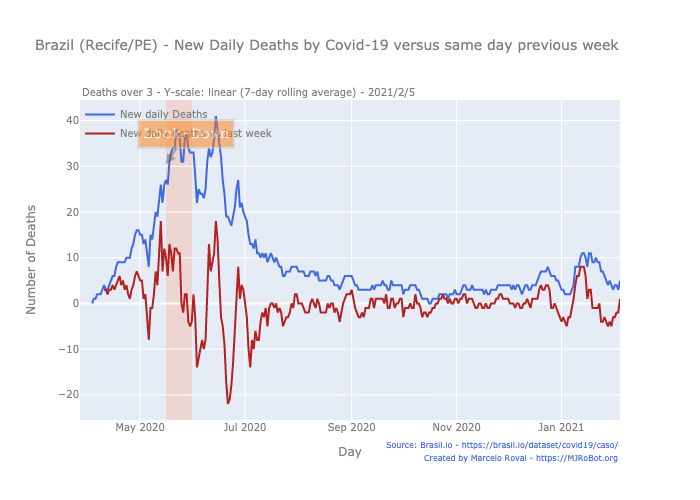 Brazil (Recife/PE) - New Daily Deaths by Covid-19 versus same day previous week
Deaths over 3 - Y-scale: linear (7-day rolling average) - 2021/2/5
New daily Deaths
New daily Deaths last week
Number of Deaths
40
30
20
10
0
−10
−20
May 2020
Jul 2020
Sep 2020
Nov 2020
Jan 2021
Day
Source: Brasil.io - https://brasil.io/dataset/covid19/caso/
Created by Marcelo Rovai - https://MJRoBot.org